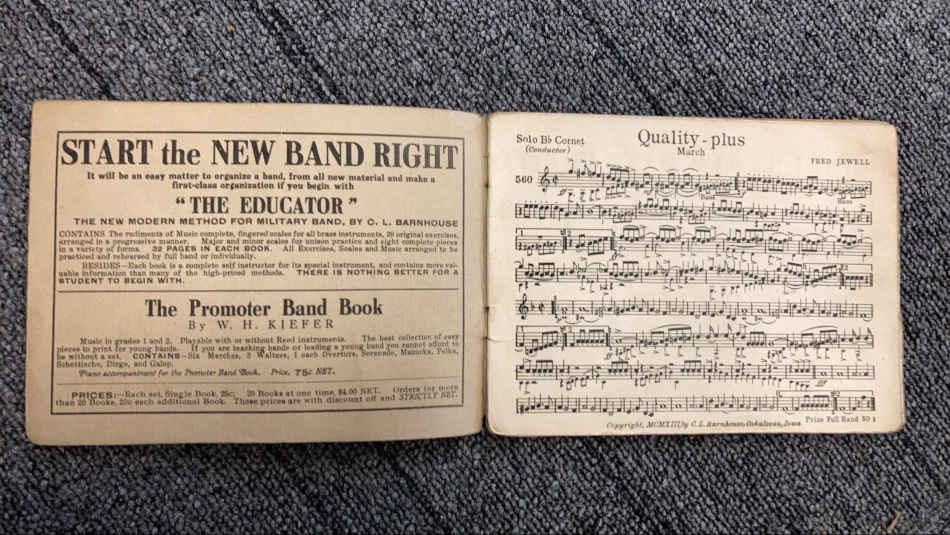 START the NEW BAND RIGHT
It will be an easy matter to organize a band, from all new material and make a
first-class organization if you begin with
"THE EDUCATOR"
THE NEW MODERN METHOD FOR MILITARY BAND, BY C. L. BARNHOUSE
CONTAINS The rudiments of Music complete, fingered scales for all brass instruments, 39 original exercises,
arranged in a progressive manner. Major and minor scales for unison practice and eight complete pieces
in a variety of forms. 32 PAGES IN EACH BOOK. All Exercises, Scales and Music arranged to be
practiced and rehearsed by full band or individually.
BESIDES—Each book is a complete self instructor for its special instrument, and contains more val-
uable information than many of the high-priced methods. THERE IS NOTHING BETTER FOR A
STUDENT TO BEGIN WITH.
The Promoter Band Book
By W. H. KIEFER
Music in grades 1 and 2. Playable with or without Reed instruments. The best collection of easy
pieces to print for young bands. If you are teaching bands or leading a young band you cannot afford to
be without a set. CONTAINS—Six Marches, 3 Waltzes, 1 each Overture, Serenade, Mazurka, Polka,
Schottische, Dirge, and Galop.
Piano accompaniment for the Promoter Band Book. Price, 75c NET.
PRICES:—Each set, Single Book, 25c; 20 Books at one time, $4.00 NET. Orders for more
than 20 Books, 20c each additional Book. These prices are with discount off and STRICTLY NET.
Solo B♭ Cornet
(Conductor)
Quality-plus
March
FRED JEWELL
560
Copyright, MCMXIII, by C. L. Barnhouse, Oskaloosa, Iowa
Price Full Band 50 ¢